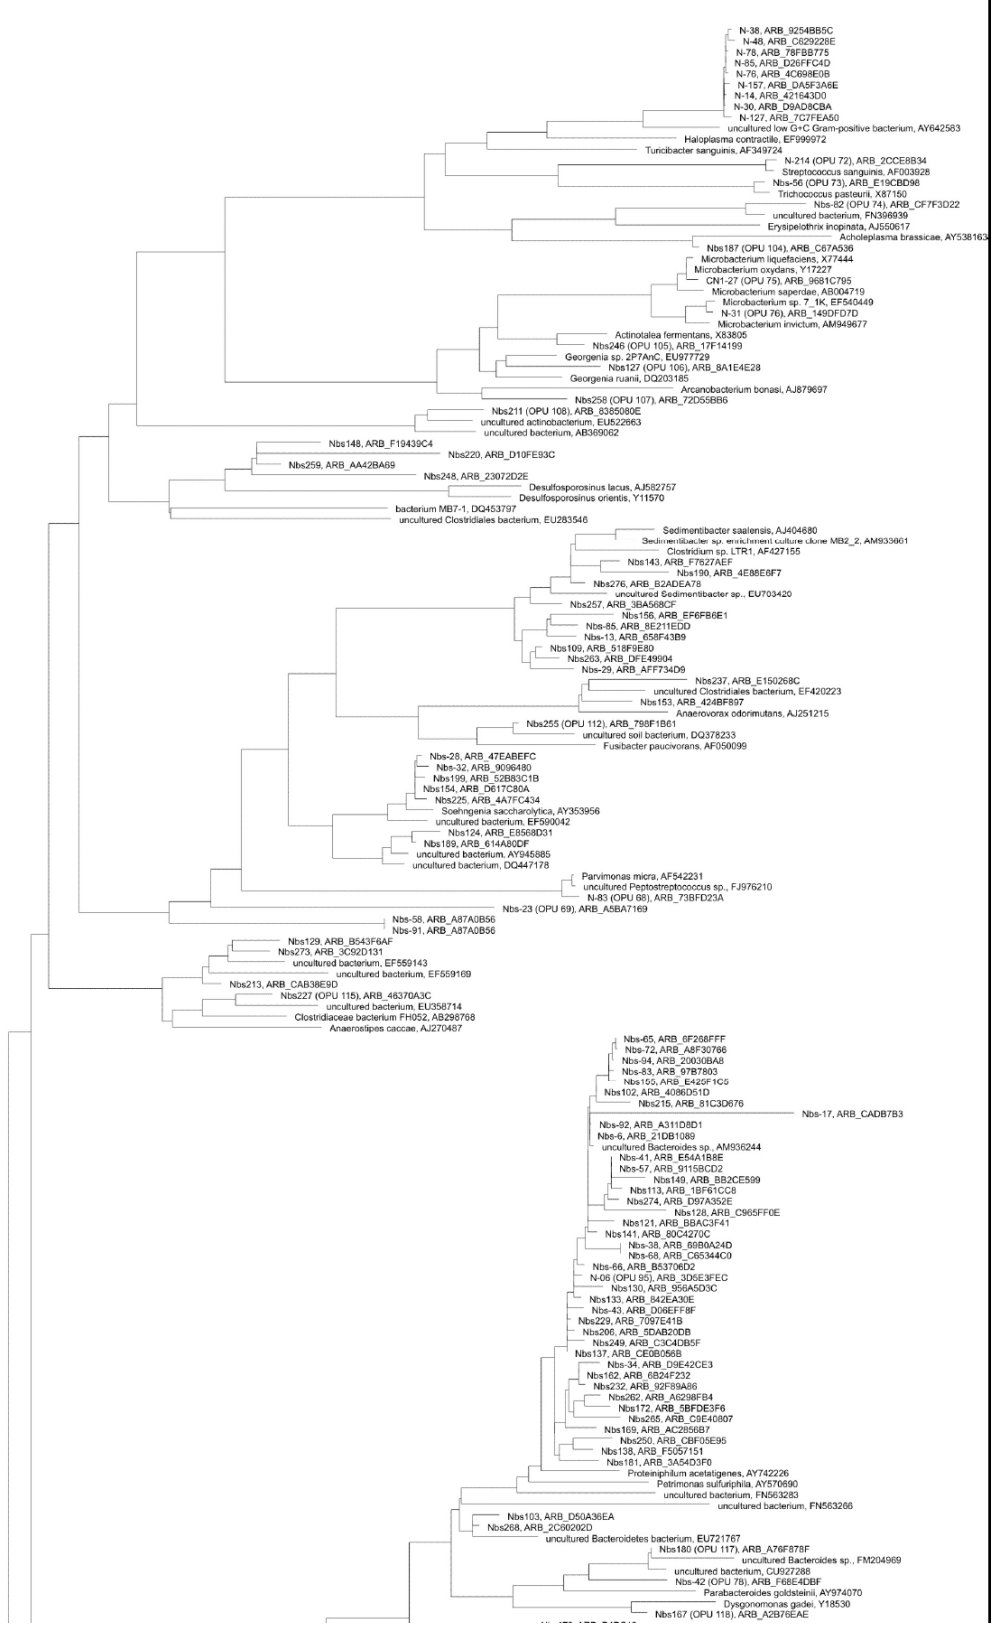 N-38, ARB_9254BB5C
N-48, ARB_C629228E
N-78, ARB_78FBB775
N-85, ARB_D26FFC4D
N-76, ARB_4C698E0B
N-157, ARB_DA5F3A6E
N-14, ARB_421643D0
N-30, ARB_D9AD8CBA
N-127, ARB_7C7FEA50
uncultured low G+C Gram-positive bacterium, AY642583
Haloplasma contractile, EF999972
Turicibacter sanguinis, AF349724
N-214 (OPU 72), ARB_2CCE8B34
Streptococcus sanguinis, AF003928
Nbs-56 (OPU 73), ARB_E19CBD98
Trichococcus pasteurii, X87150
Nbs-82 (OPU 74), ARB_CF7F3D22
uncultured bacterium, FN396939
Erysipelothrix inopinata, AJ550617
Acholeplasma brassicae, AY538163
Nbs187 (OPU 104), ARB_C67A536
Microbacterium liquefaciens, X77444
Microbacterium oxydans, Y17227
CN1-27 (OPU 75), ARB_9681C795
Microbacterium saperdae, AB004719
Microbacterium sp. 7_1K, EF540449
N-31 (OPU 76), ARB_149DFD7D
Microbacterium invictum, AM949677
Actinotalea fermentans, X83805
Nbs246 (OPU 105), ARB_17F14199
Georgenia sp. 2P7AnC, EU977729
Nbs127 (OPU 106), ARB_8A1E4E28
Georgenia ruanii, DQ203185
Arcanobacterium bonasi, AJ879697
Nbs258 (OPU 107), ARB_72D55BB6
Nbs211 (OPU 108), ARB_8385080E
uncultured actinobacterium, EU522663
uncultured bacterium, AB369062
Nbs148, ARB_F19439C4
Nbs220, ARB_D10FE93C
Nbs259, ARB_AA42BA69
Nbs248, ARB_23072D2E
Desulfosporosinus lacus, AJ582757
Desulfosporosinus orientis, Y11570
bacterium MB7-1, DQ453797
uncultured Clostridiales bacterium, EU283546
Sedimentibacter saalensis, AJ404680
Sedimentibacter sp. enrichment culture clone MB2_2, AM933661
Clostridium sp. LTR1, AF427155
Nbs143, ARB_F7627AEF
Nbs190, ARB_4E88E6F7
Nbs276, ARB_B2ADEA78
uncultured Sedimentibacter sp., EU703420
Nbs257, ARB_3BA568CF
Nbs156, ARB_EF6FB6E1
Nbs-85, ARB_8E211EDD
Nbs-13, ARB_658F43B9
Nbs109, ARB_518F9E80
Nbs263, ARB_DFE49904
Nbs-29, ARB_AFF734D9
Nbs237, ARB_E150268C
uncultured Clostridiales bacterium, EF420223
Nbs153, ARB_424BF897
Anaerovorax odorimutans, AJ251215
Nbs255 (OPU 112), ARB_798F1B61
uncultured soil bacterium, DQ378233
Fusibacter paucivorans, AF050099
Nbs-28, ARB_47EABEFC
Nbs-32, ARB_9096480
Nbs199, ARB_52B83C1B
Nbs154, ARB_D617C80A
Nbs225, ARB_4A7FC434
Soehngenia saccharolytica, AY353956
uncultured bacterium, EF590042
Nbs124, ARB_E8568D31
Nbs189, ARB_614A80DF
uncultured bacterium, AY945885
uncultured bacterium, DQ447178
Parvimonas micra, AF542231
uncultured Peptostreptococcus sp., FJ976210
N-83 (OPU 68), ARB_73BFD23A
Nbs-23 (OPU 69), ARB_A5BA7169
Nbs-58, ARB_A87A0B56
Nbs-91, ARB_A87A0B56
Nbs129, ARB_B543F6AF
Nbs273, ARB_3C92D131
uncultured bacterium, EF559143
uncultured bacterium, EF559169
Nbs213, ARB_CAB38E9D
Nbs227 (OPU 115), ARB_46370A3C
uncultured bacterium, EU358714
Clostridiaceae bacterium FH052, AB298768
Anaerostipes caccae, AJ270487
Nbs-65, ARB_6F268FFF
Nbs-72, ARB_A8F30766
Nbs-94, ARB_20030BA8
Nbs-83, ARB_97B7803
Nbs155, ARB_E425F1C5
Nbs102, ARB_4086D51D
Nbs215, ARB_81C3D676
Nbs-17, ARB_CADB7B3
Nbs-92, ARB_A311D8D1
Nbs-6, ARB_21DB1089
uncultured Bacteroides sp., AM936244
Nbs-41, ARB_E54A1B8E
Nbs-57, ARB_9115BCD2
Nbs149, ARB_BB2CE599
Nbs113, ARB_1BF61CC8
Nbs274, ARB_D97A352E
Nbs128, ARB_C965FF0E
Nbs121, ARB_BBAC3F41
Nbs141, ARB_80C4270C
Nbs-38, ARB_69B0A24D
Nbs-68, ARB_C65344C0
Nbs-66, ARB_B53706D2
N-06 (OPU 95), ARB_3D5E3FEC
Nbs130, ARB_956A5D3C
Nbs133, ARB_842EA30E
Nbs-43, ARB_D06EFF8F
Nbs229, ARB_7097E41B
Nbs206, ARB_5DAB20DB
Nbs249, ARB_C3C4DB5F
Nbs137, ARB_CE0B056B
Nbs-34, ARB_D9E42CE3
Nbs162, ARB_6B24F232
Nbs232, ARB_92F89A86
Nbs262, ARB_A6298FB4
Nbs172, ARB_5BFDE3F6
Nbs265, ARB_C9E40807
Nbs169, ARB_AC2856B7
Nbs250, ARB_CBF05E95
Nbs138, ARB_F5057151
Nbs181, ARB_3A54D3F0
Proteiniphilum acetatigenes, AY742226
Petrimonas sulfuriphila, AY570690
uncultured bacterium, FN563283
uncultured bacterium, FN563266
Nbs103, ARB_D50A36EA
Nbs268, ARB_2C60202D
uncultured Bacteroidetes bacterium, EU721767
Nbs180 (OPU 117), ARB_A76F878F
uncultured Bacteroides sp., FM204969
uncultured bacterium, CU927288
Nbs-42 (OPU 78), ARB_F68E4DBF
Parabacteroides goldsteinii, AY974070
Dysgonomonas gadei, Y18530
Nbs167 (OPU 118), ARB_A2B76EAE